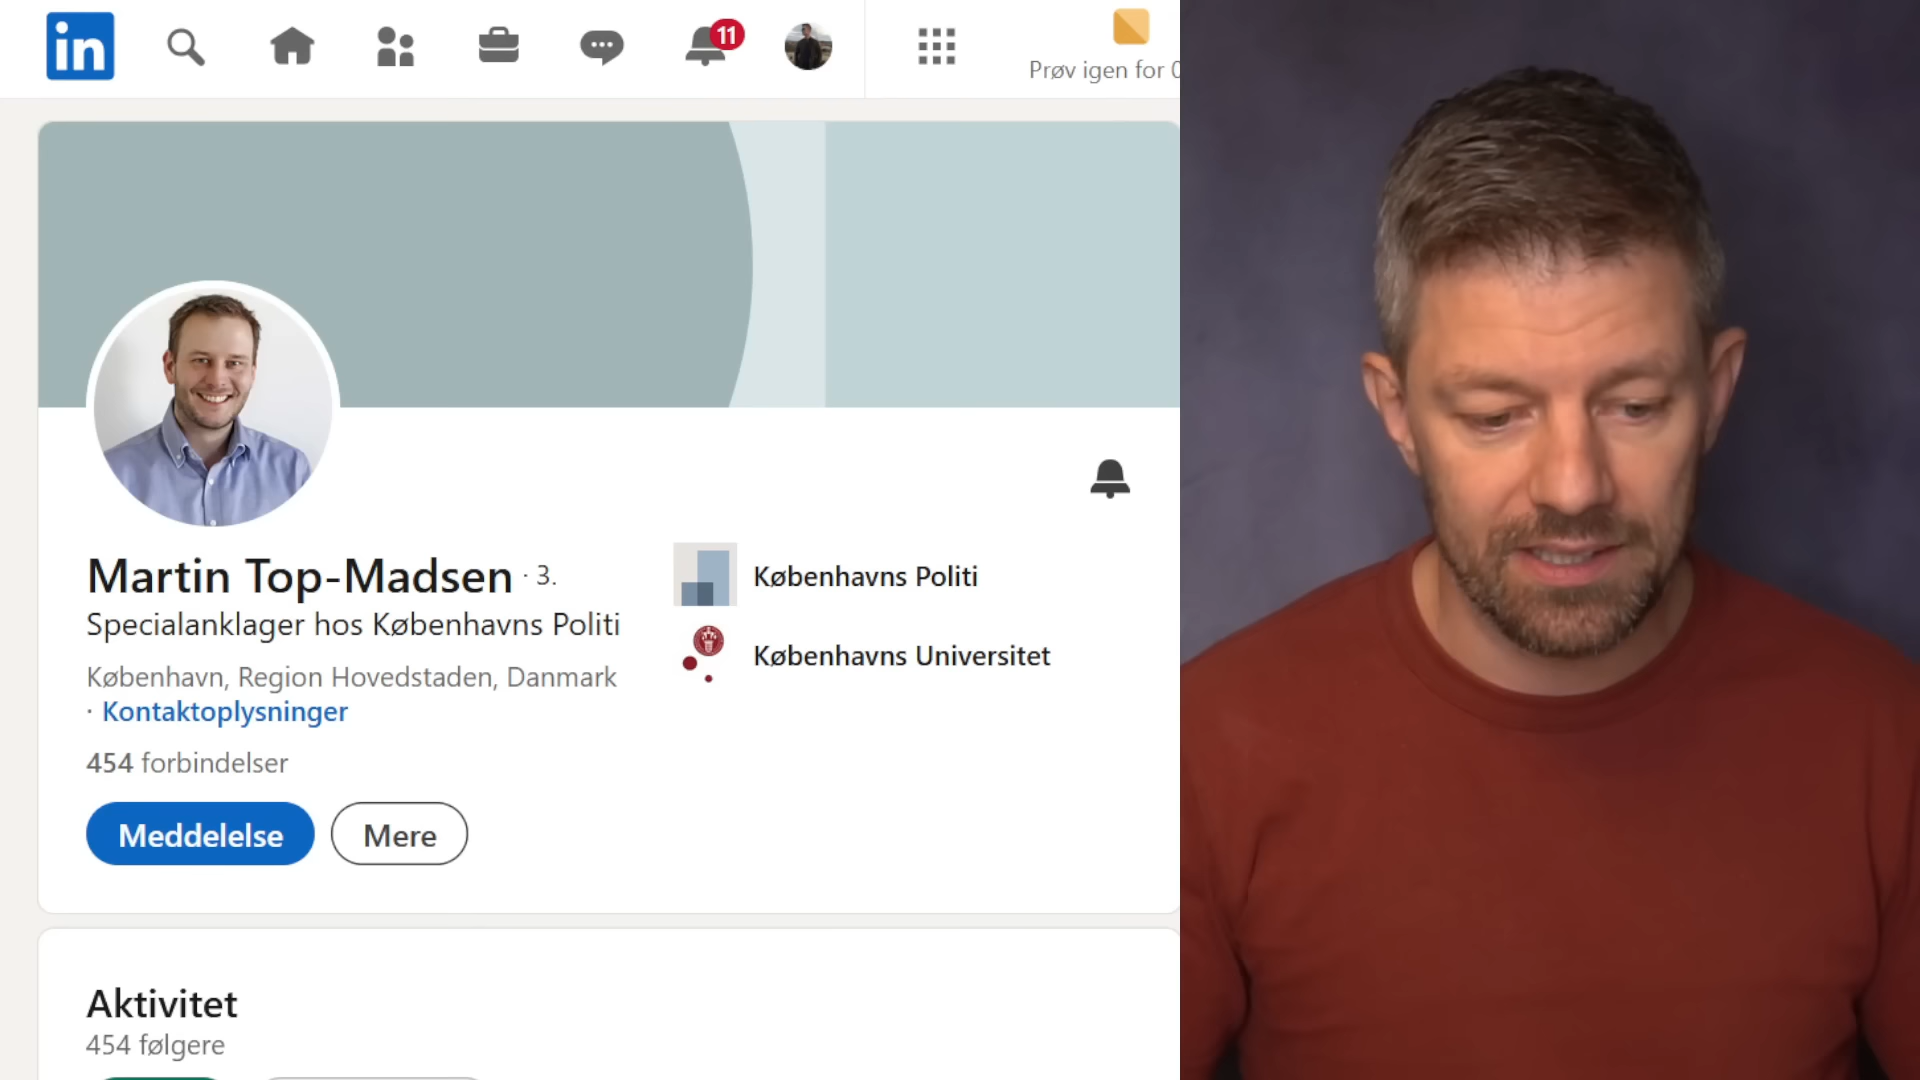 in
11
Prøv igen for 0
Martin Top-Madsen · 3.
Specialanklager hos Københavns Politi
København, Region Hovedstaden, Danmark
· Kontaktoplysninger
454 forbindelser
Meddelelse
Mere
Københavns Politi
Københavns Universitet
Aktivitet
454 følgere